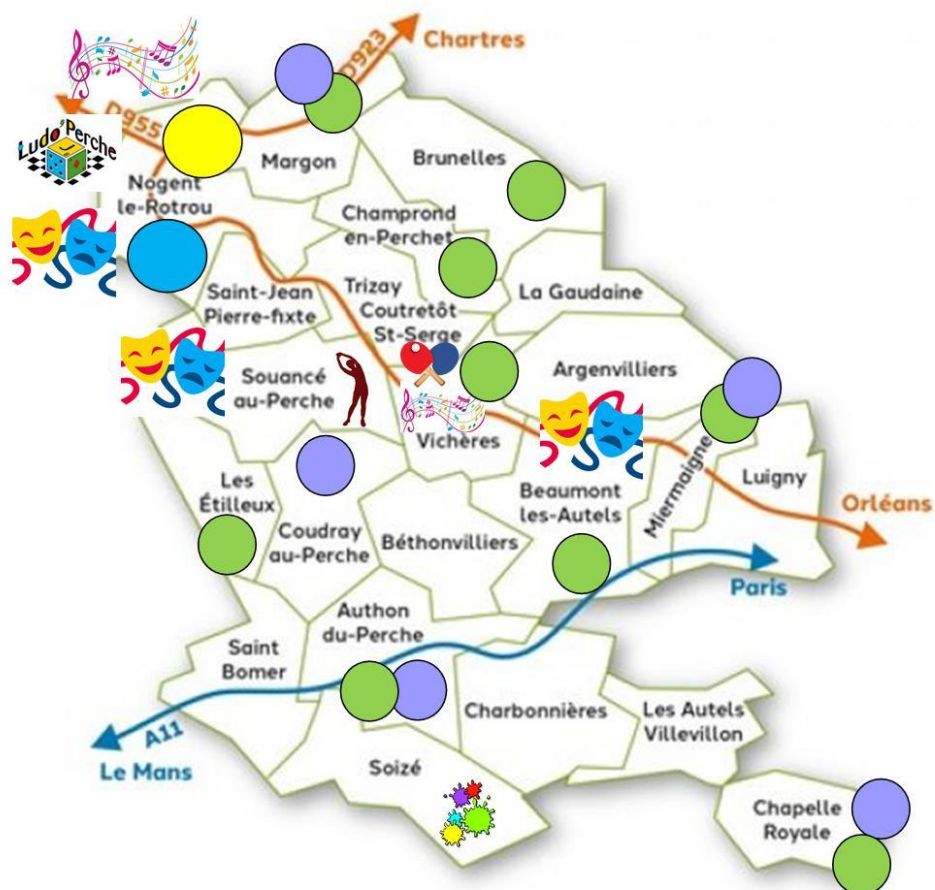 Chartres
D923
D955
Ludo'Perche
Margon
Brunelles
Nogent
le-Rotrou
Champrond
en-Perchet
Saint-Jean
Pierre-fixte
Trizay
Coutretôt
St-Serge
La Gaudaine
Souancé
au-Perche
Argenvilliers
Vichères
Les
Étilleux
Coudray
au-Perche
Béthonvilliers
Beaumont
les-Autels
Miermaigne
Luigny
Orléans
Paris
Authon
du-Perche
Saint
Bomer
Charbonnières
Les Autels
Villevillon
A11
Le Mans
Soizé
Chapelle
Royale